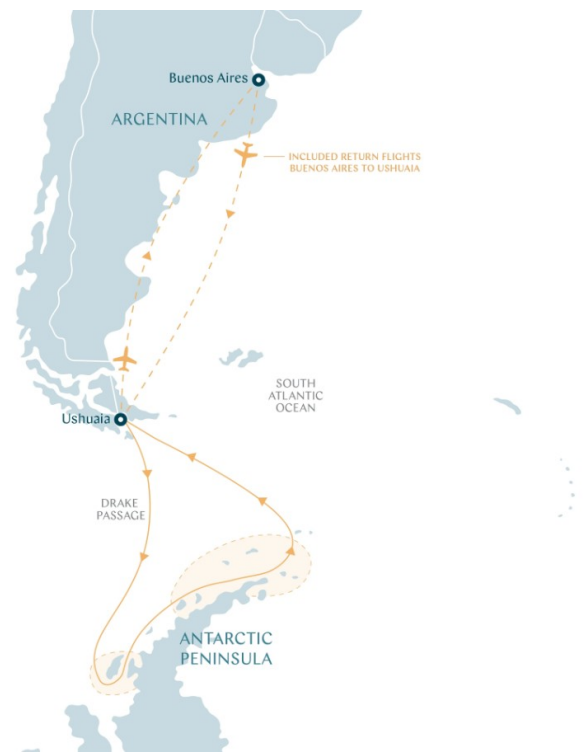 Buenos Aires
ARGENTINA
INCLUDED RETURN FLIGHTS
BUENOS AIRES TO USHUAIA
SOUTH
ATLANTIC
OCEAN
Ushuaia
DRAKE
PASSAGE
ANTARCTIC
PENINSULA